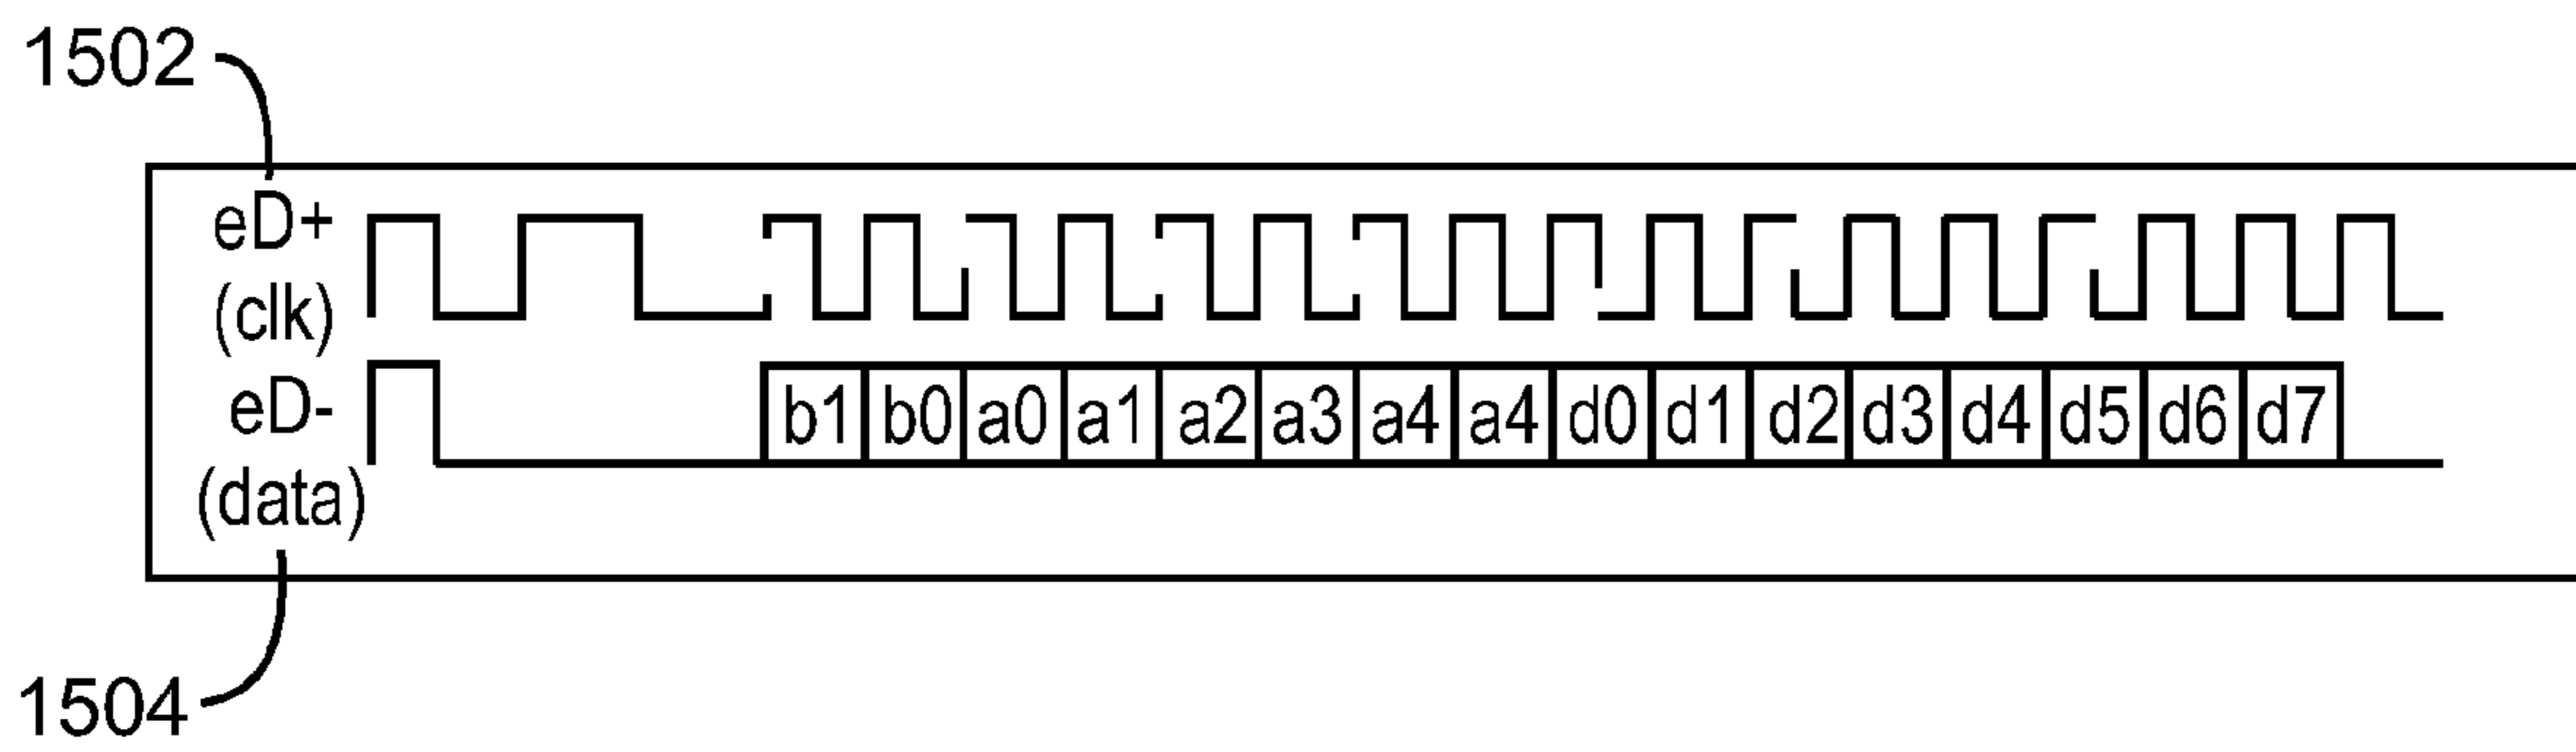 1502
eD+
(clk)
eD-
(data)
b1 b0 a0 a1 a2 a3 a4 a4 d0 d1 d2 d3 d4 d5 d6 d7
1504